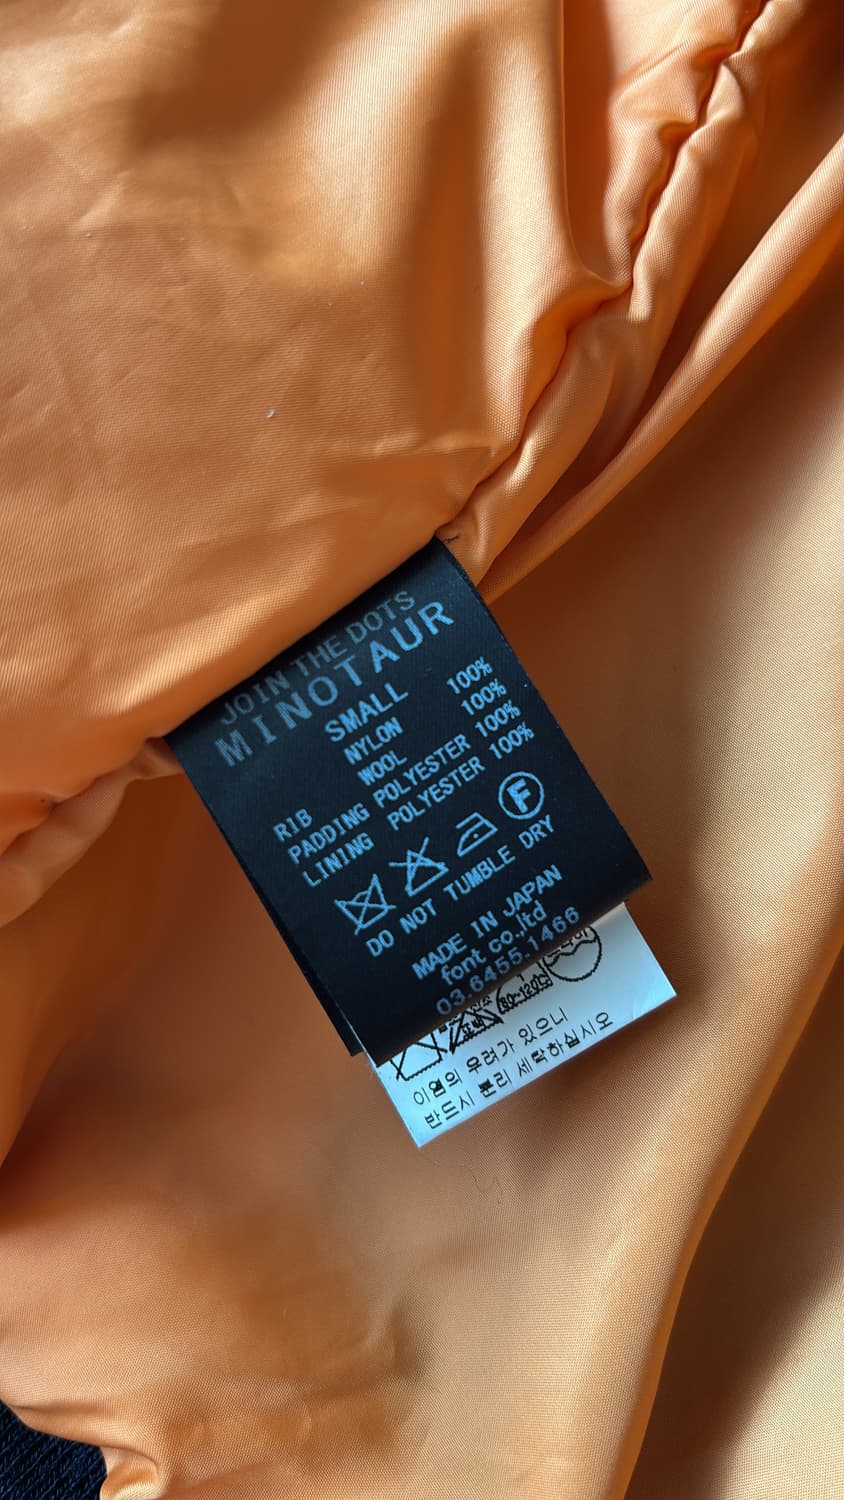 JOIN THE DOTS
MINOTAUR
SMALL
NYLON 100%
RIB WOOL 100%
PADDING POLYESTER 100%
LINING POLYESTER 100%
F
DO NOT TUMBLE DRY
MADE IN JAPAN
font co.,ltd
03.6455.1466
80~120℃
이염의 우려가 있으니
반드시 분리 세탁하십시오